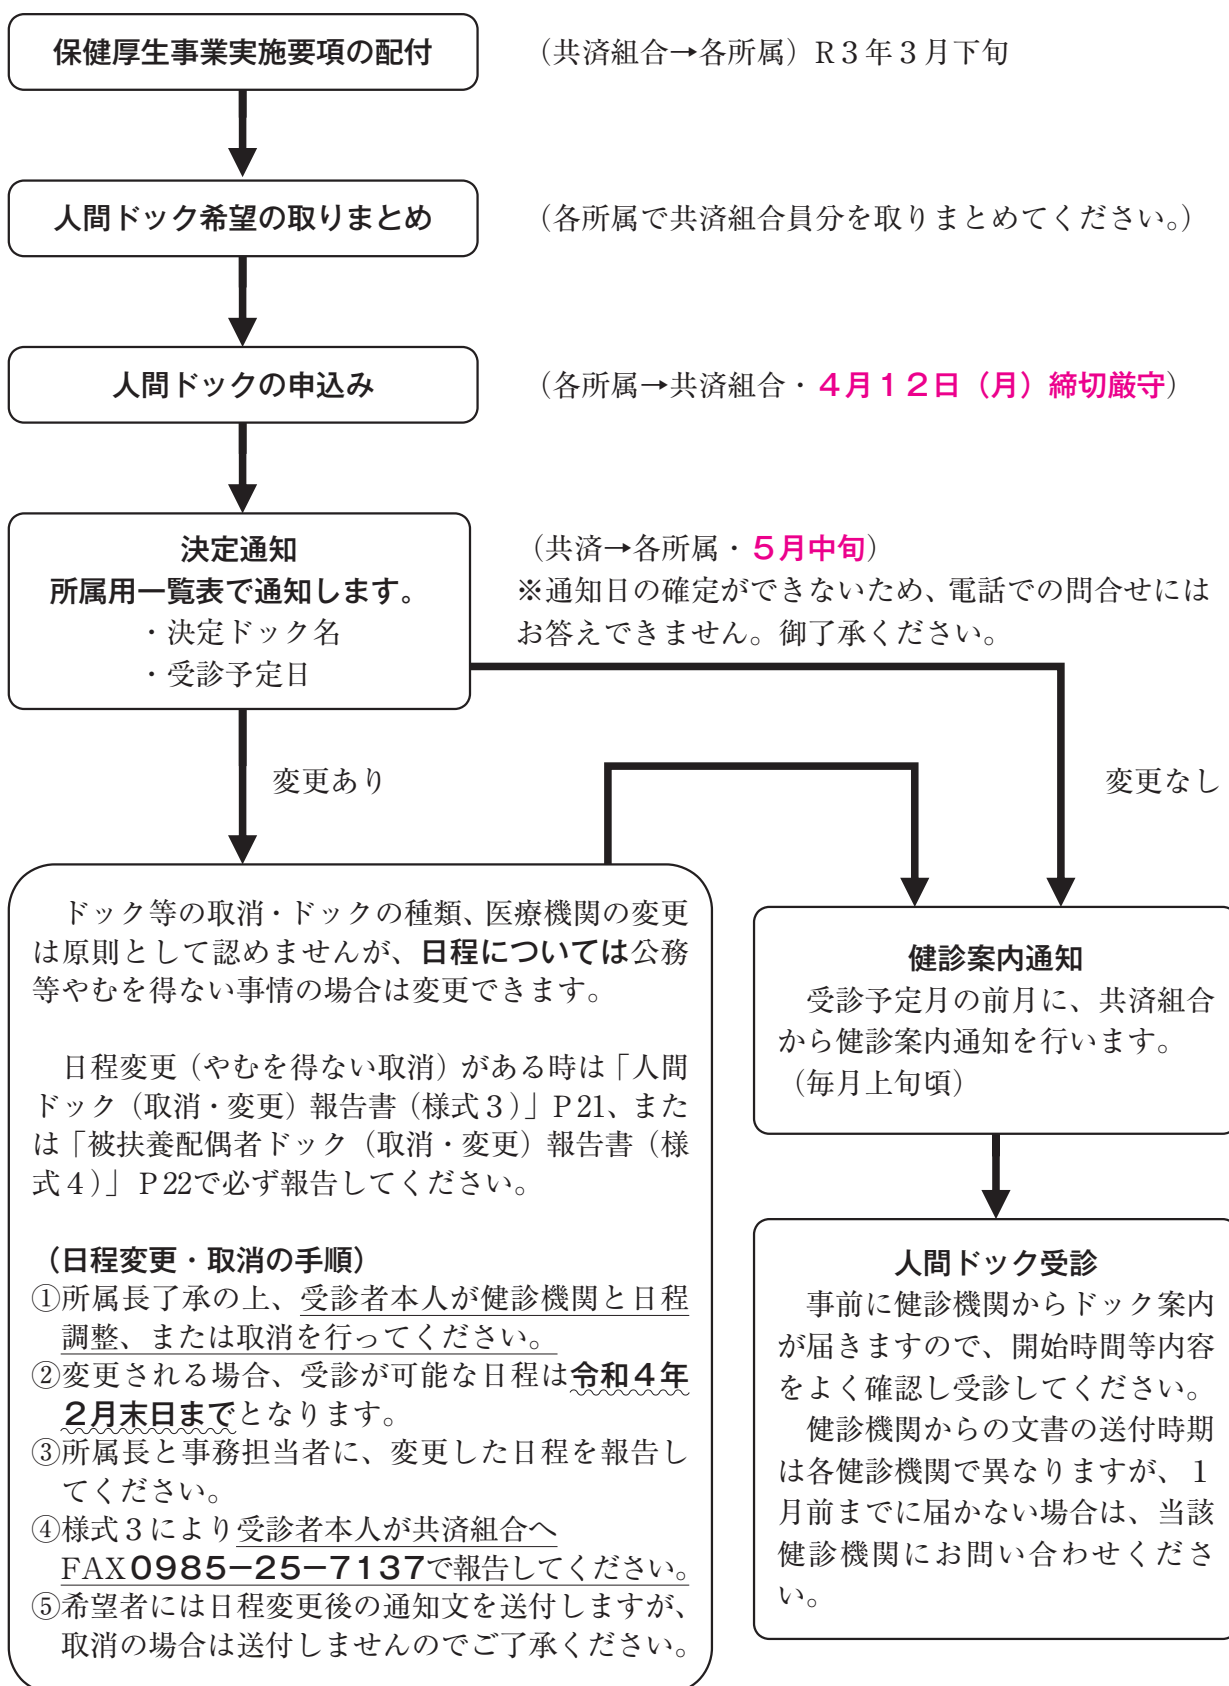 保健厚生事業実施要項の配付
（共済組合→各所属）R３年３月下旬
人間ドック希望の取りまとめ
（各所属で共済組合員分を取りまとめてください。）
人間ドックの申込み
（各所属→共済組合・４月１２日（月）締切厳守）
決定通知
所属用一覧表で通知します。
・決定ドック名
・受診予定日
（共済→各所属・５月中旬）
※通知日の確定ができないため、電話での問合せには
お答えできません。御了承ください。
変更あり
変更なし
ドック等の取消・ドックの種類、医療機関の変更
は原則として認めませんが、日程については公務
等やむを得ない事情の場合は変更できます。
日程変更（やむを得ない取消）がある時は「人間
ドック（取消・変更）報告書（様式３）」P21、また
は「被扶養配偶者ドック（取消・変更）報告書（様
式４）」P22で必ず報告してください。
（日程変更・取消の手順）
①所属長了承の上、受診者本人が健診機関と日程
調整、または取消を行ってください。
②変更される場合、受診が可能な日程は令和４年
２月末日までとなります。
③所属長と事務担当者に、変更した日程を報告し
てください。
④様式３により受診者本人が共済組合へ
FAX0985−25−7137で報告してください。
⑤希望者には日程変更後の通知文を送付しますが、
取消の場合は送付しませんのでご了承ください。
健診案内通知
受診予定月の前月に、共済組合
から健診案内通知を行います。
（毎月上旬頃）
人間ドック受診
事前に健診機関からドック案内
が届きますので、開始時間等内容
をよく確認し受診してください。
健診機関からの文書の送付時期
は各健診機関で異なりますが、１
月前までに届かない場合は、当該
健診機関にお問い合わせくださ
い。